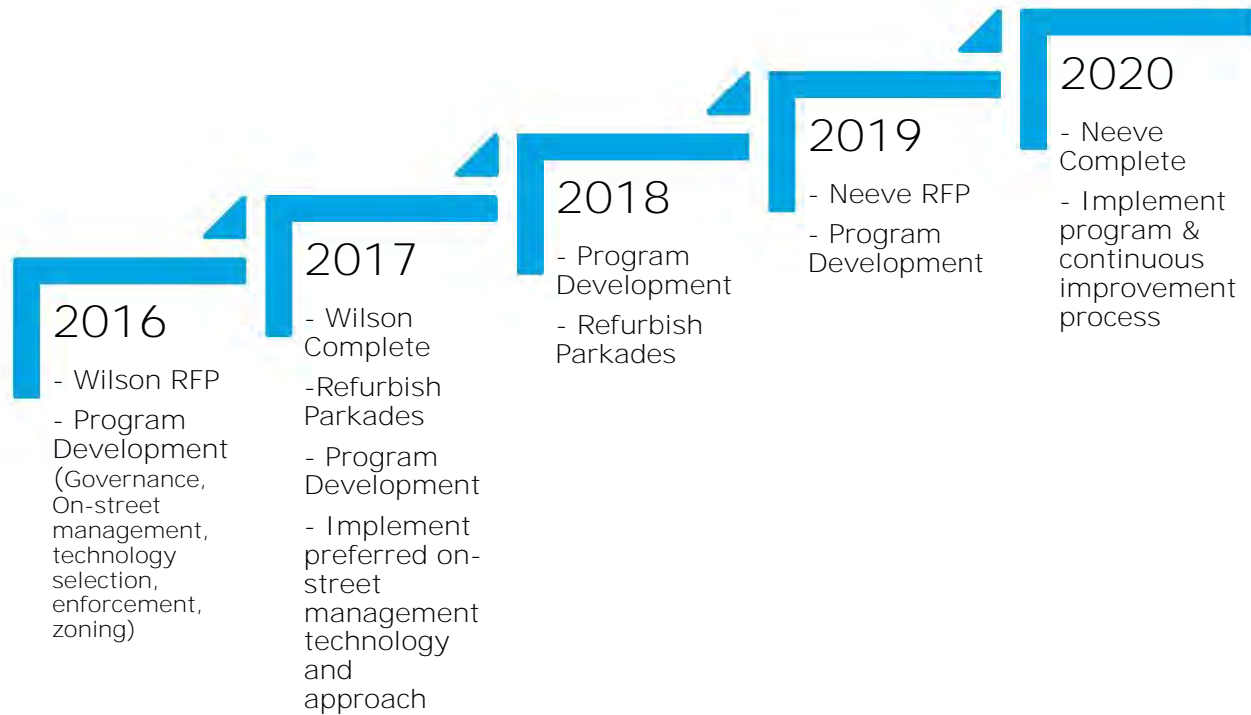 2016
- Wilson RFP
- Program
Development
(Governance,
On-street
management,
technology
selection,
enforcement,
zoning)
2017
- Wilson
Complete
-Refurbish
Parkades
- Program
Development
- Implement
preferred on-
street
management
technology
and
approach
2018
- Program
Development
- Refurbish
Parkades
2019
- Neeve RFP
- Program
Development
2020
- Neeve
Complete
- Implement
program &
continuous
improvement
process